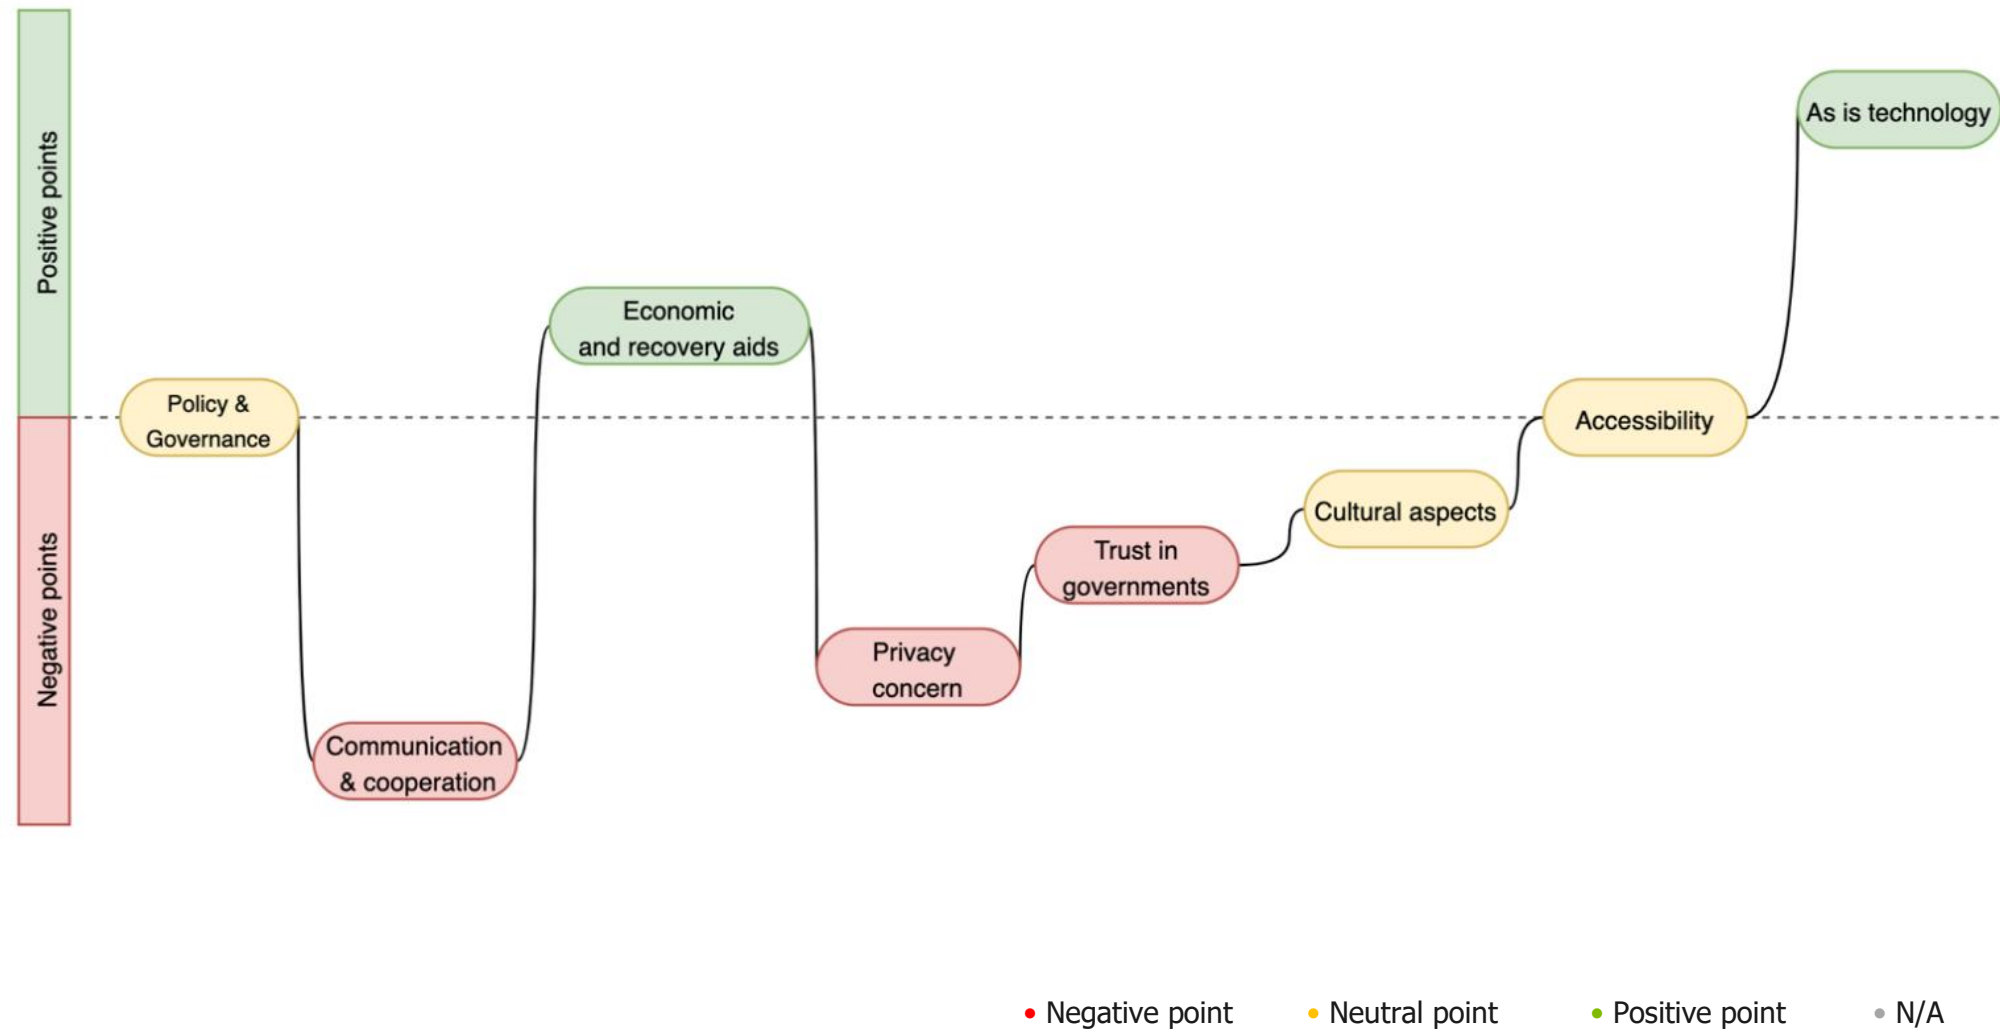 Positive points
Negative points
Policy &
Governance
Communication
& cooperation
Economic
and recovery aids
Privacy
concern
Trust in
governments
Cultural aspects
Accessibility
As is technology
• Negative point
• Neutral point
• Positive point
• N/A